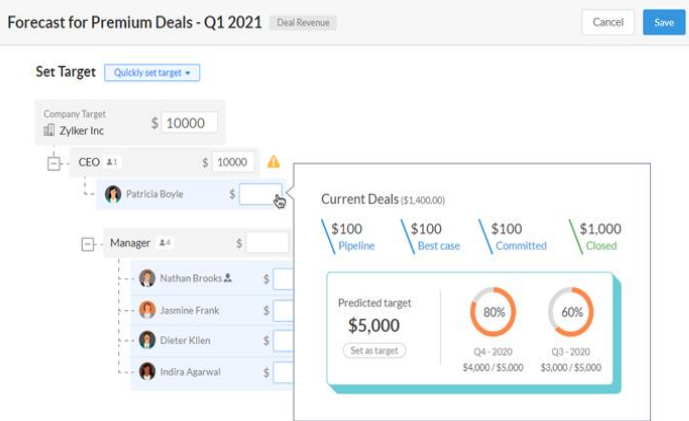 Forecast for Premium Deals - Q1 2021 Deal Revenue Cancel Save
Set Target Quickly set target
Company Target
Zylker Inc $ 10000
CEO 1 $ 10000
Patricia Boyle $
Manager 4 $
Nathan Brooks $
Jasmine Frank $
Dieter Klien $
Indira Agarwal $
Current Deals ($1,400.00)
$100 $100 $100 $1,000
Pipeline Best case Committed Closed
Predicted target
$5,000
Set as target
80% 60%
Q4 - 2020 Q3 - 2020
$4,000 / $5,000 $3,000 / $5,000